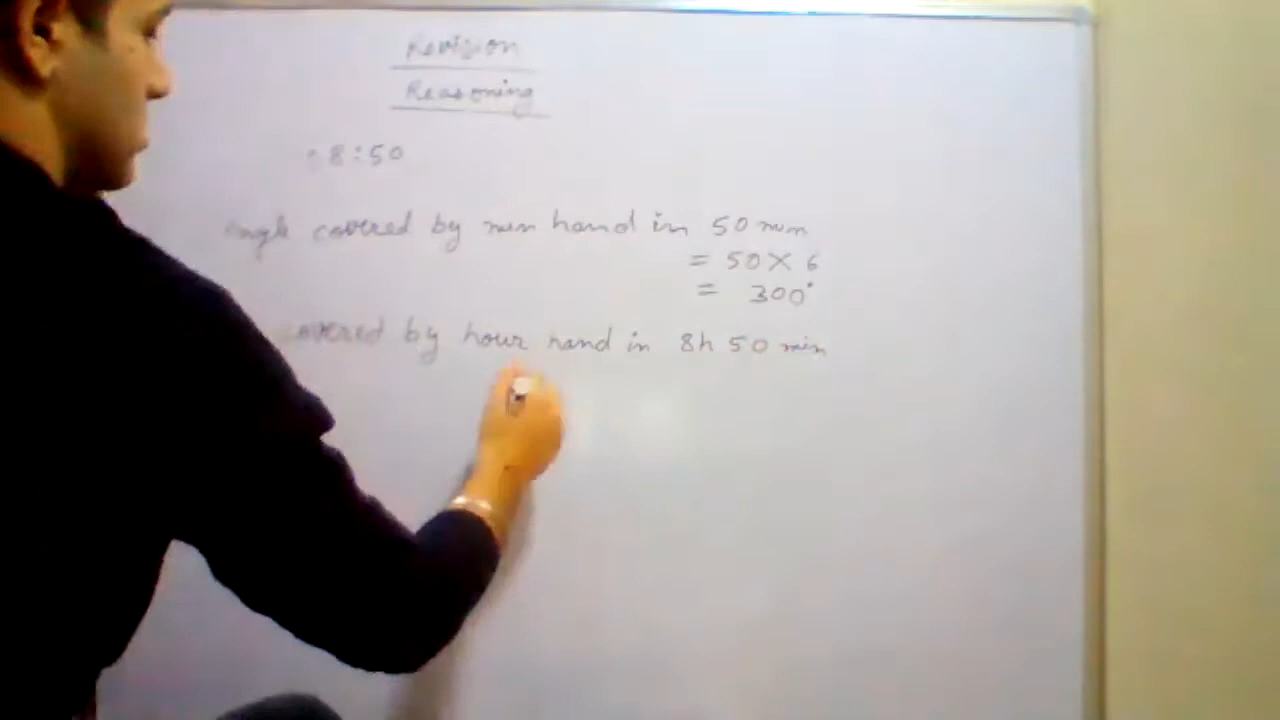 Revision
Reasoning
8:50
angle covered by min hand in 50 min
= 50 X 6
= 300°
covered by hour hand in 8h 50 min